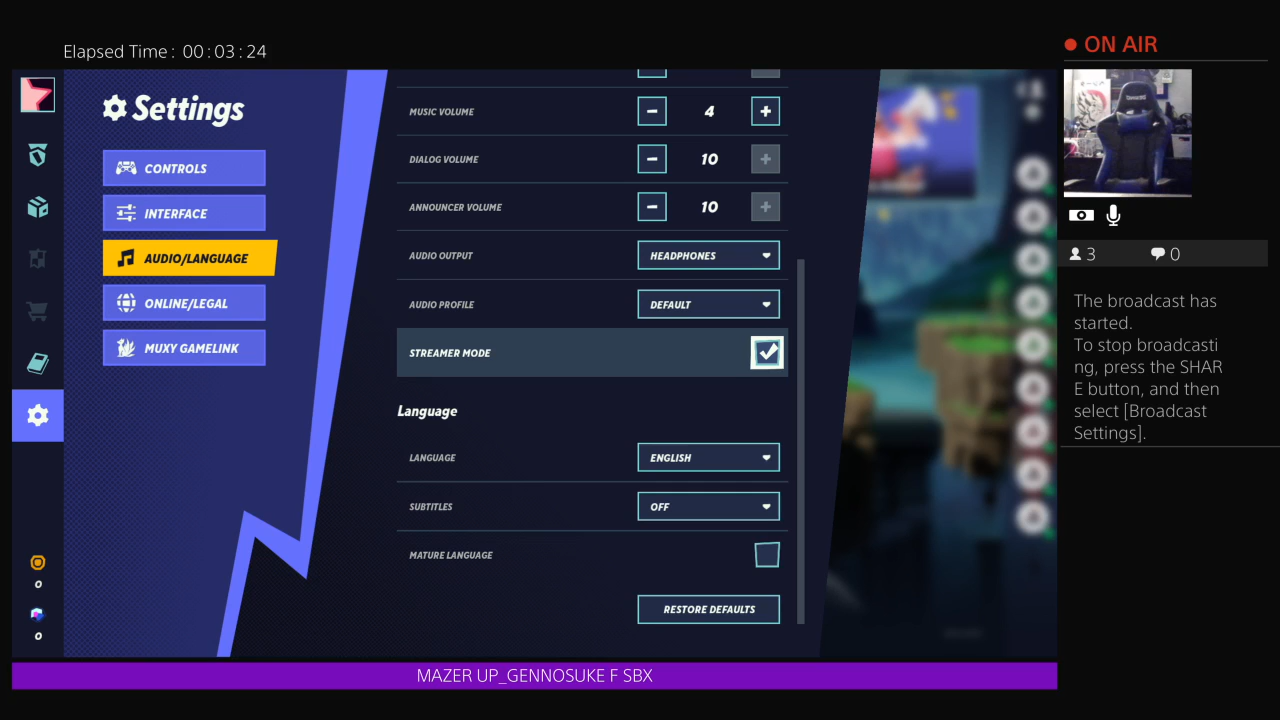 Elapsed Time : 00 : 03 : 24
ON AIR
Settings
CONTROLS
INTERFACE
AUDIO/LANGUAGE
ONLINE/LEGAL
MUXY GAMELINK
0
0
MUSIC VOLUME 4
DIALOG VOLUME 10
ANNOUNCER VOLUME 10
AUDIO OUTPUT HEADPHONES
AUDIO PROFILE DEFAULT
STREAMER MODE
Language
LANGUAGE ENGLISH
SUBTITLES OFF
MATURE LANGUAGE
RESTORE DEFAULTS
3 0
The broadcast has
started.
To stop broadcasti
ng, press the SHAR
E button, and then
select [Broadcast
Settings].
MAZER UP_GENNOSUKE F SBX